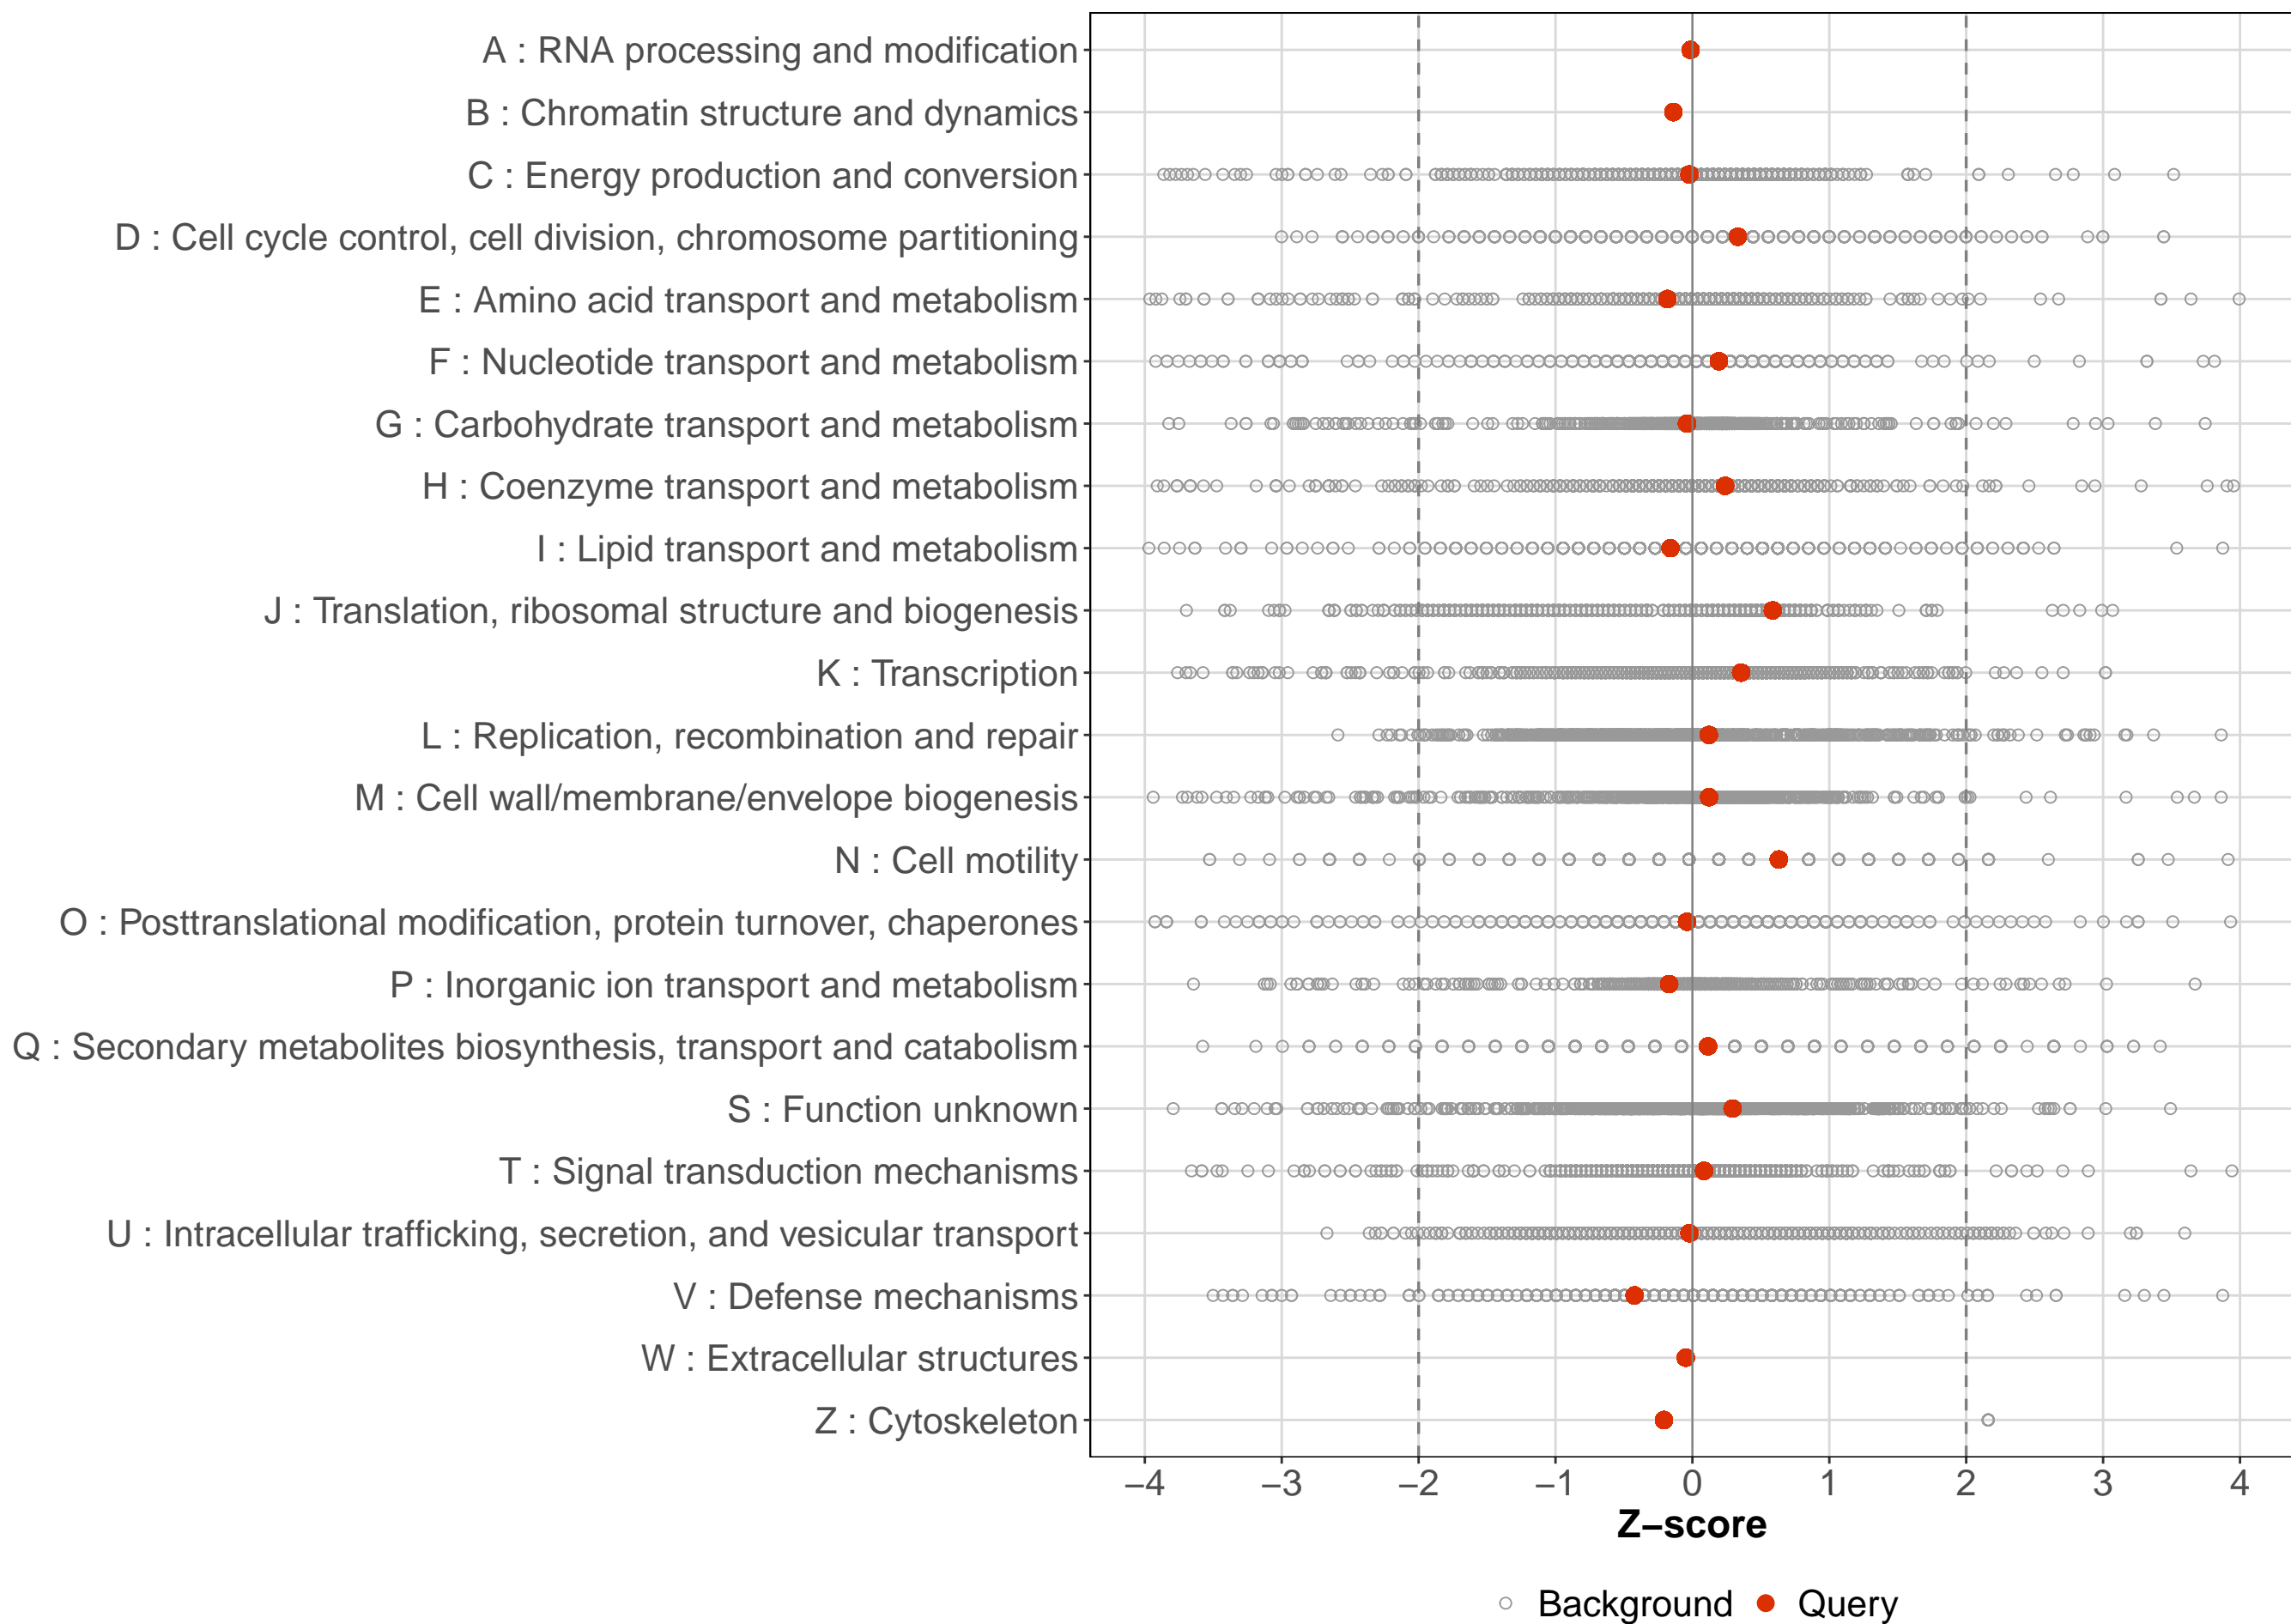 A : RNA processing and modification
B : Chromatin structure and dynamics
C : Energy production and conversion
D : Cell cycle control, cell division, chromosome partitioning
E : Amino acid transport and metabolism
F : Nucleotide transport and metabolism
G : Carbohydrate transport and metabolism
H : Coenzyme transport and metabolism
I : Lipid transport and metabolism
J : Translation, ribosomal structure and biogenesis
K : Transcription
L : Replication, recombination and repair
M : Cell wall/membrane/envelope biogenesis
N : Cell motility
O : Posttranslational modification, protein turnover, chaperones
P : Inorganic ion transport and metabolism
Q : Secondary metabolites biosynthesis, transport and catabolism
S : Function unknown
T : Signal transduction mechanisms
U : Intracellular trafficking, secretion, and vesicular transport
V : Defense mechanisms
W : Extracellular structures
Z : Cytoskeleton
−4 −3 −2 −1 0 1 2 3 4
Z−score
Background Query